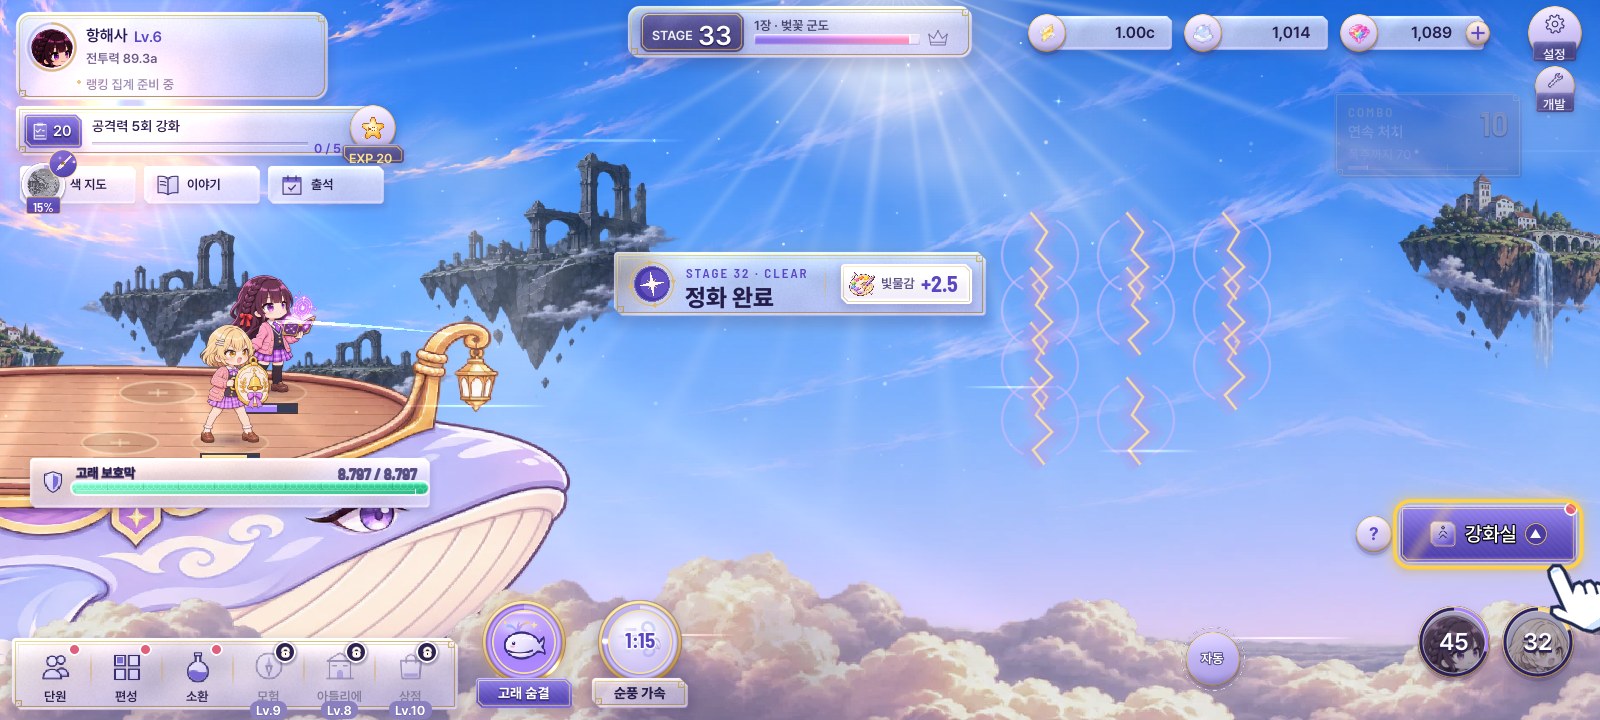 항해사 Lv.6
전투력 89.3a
랭킹 집계 준비 중
20 공격력 5회 강화
0 / 5
EXP 20
색 지도
15%
이야기
출석
STAGE 33
1장 · 벚꽃 군도
1.00c
1,014
1,089
설정
개발
COMBO
연속 처치
10
STAGE 32 · CLEAR
정화 완료
빛물감 +2.5
고래 보호막
8.797 / 8.797
?
강화실
단원
편성
소환
모험
Lv.9
아틀리에
Lv.8
상점
Lv.10
고래 숨결
1:15
순풍 가속
자동
45
32